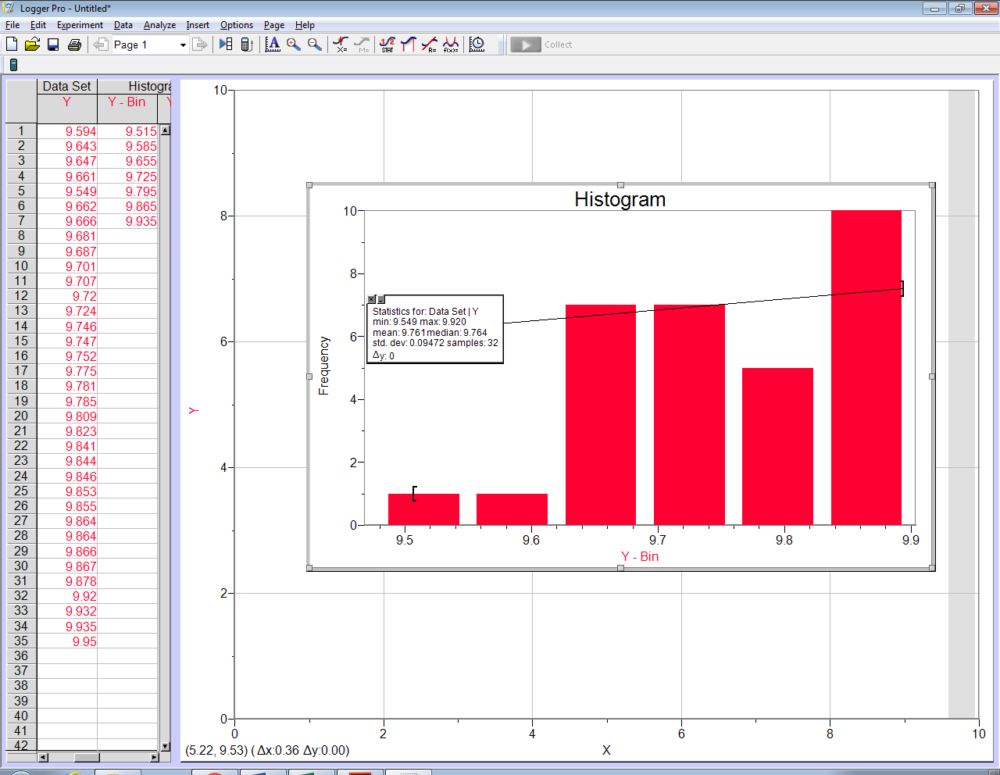 Logger Pro - Untitled*
File Edit Experiment Data Analyze Insert Options Page Help
Page 1
X= M= STAT R= f(x)= Collect
Data Set Histogra
Y Y - Bin Y
1 9.594 9.515
2 9.643 9.585
3 9.647 9.655
4 9.661 9.725
5 9.549 9.795
6 9.662 9.865
7 9.666 9.935
8 9.681
9 9.687
10 9.701
11 9.707
12 9.72
13 9.724
14 9.746
15 9.747
16 9.752
17 9.775
18 9.781
19 9.785
20 9.809
21 9.823
22 9.841
23 9.844
24 9.846
25 9.853
26 9.855
27 9.864
28 9.864
29 9.866
30 9.867
31 9.878
32 9.92
33 9.932
34 9.935
35 9.95
36
37
38
39
40
41
42
10
8
6
4
2
0
Y
0 2 4 6 8 10
X
(5.22, 9.53) ( Δx:0.36 Δy:0.00)
Histogram
10
8
6
4
2
0
Frequency
Statistics for: Data Set | Y
min: 9.549 max: 9.920
mean: 9.761 median: 9.764
std. dev: 0.09472 samples: 32
Δy: 0
9.5 9.6 9.7 9.8 9.9
Y - Bin